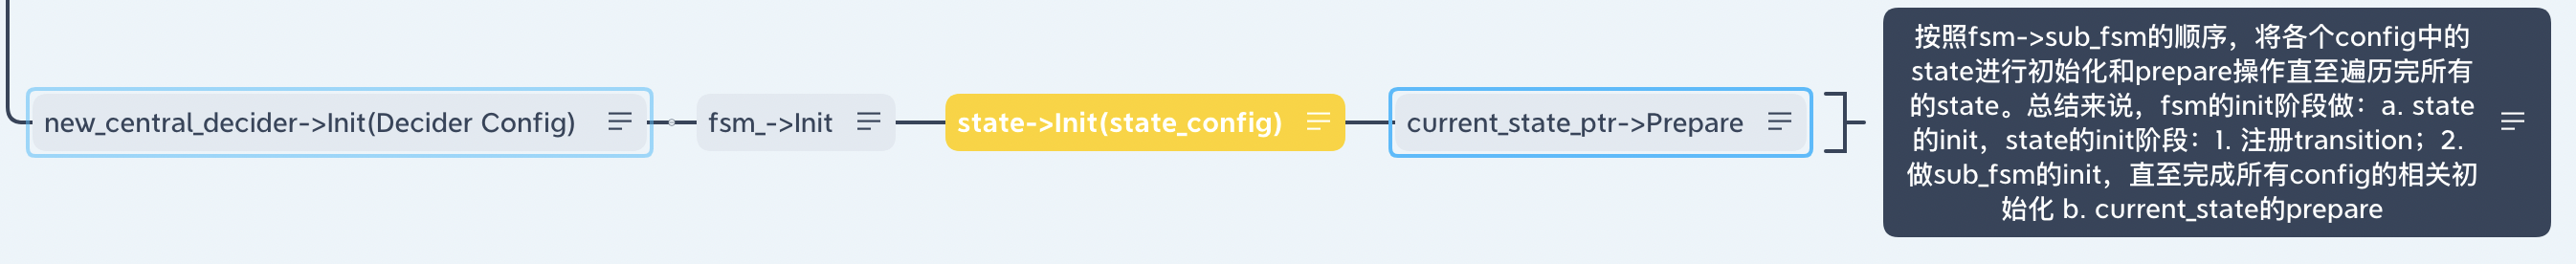 new_central_decider->Init(Decider Config)
fsm_->Init
state->Init(state_config)
current_state_ptr->Prepare
按照fsm->sub_fsm的顺序，将各个config中的
state进行初始化和prepare操作直至遍历完所有
的state。总结来说，fsm的init阶段做：a. state
的init，state的init阶段：1. 注册transition；2.
做sub_fsm的init，直至完成所有config的相关初
始化 b. current_state的prepare